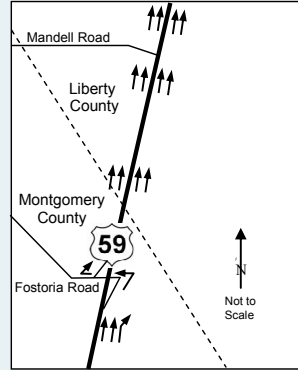 Mandell Road
Liberty
County
Montgomery
County
59
Fostoria Road
N
Not to
Scale